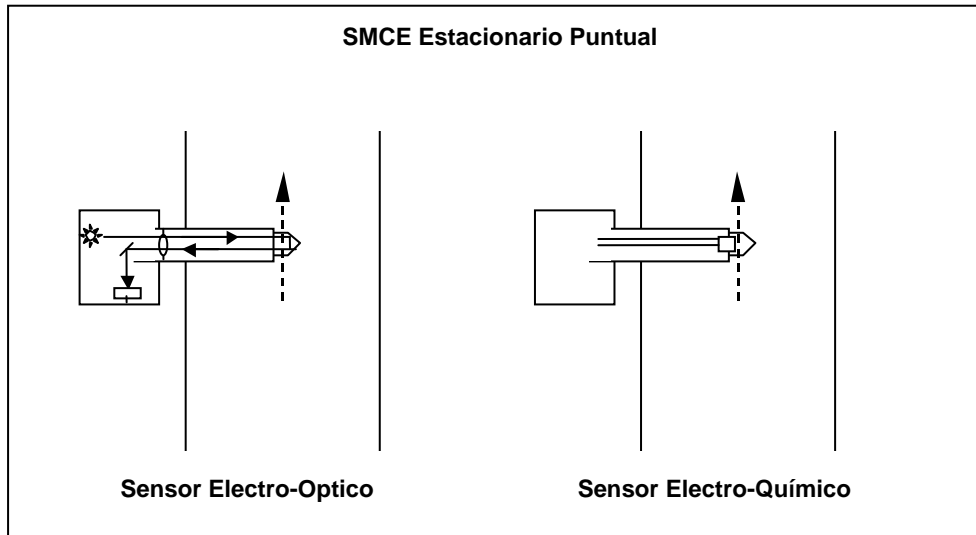 SMCE Estacionario Puntual
Sensor Electro-Optico
Sensor Electro-Químico